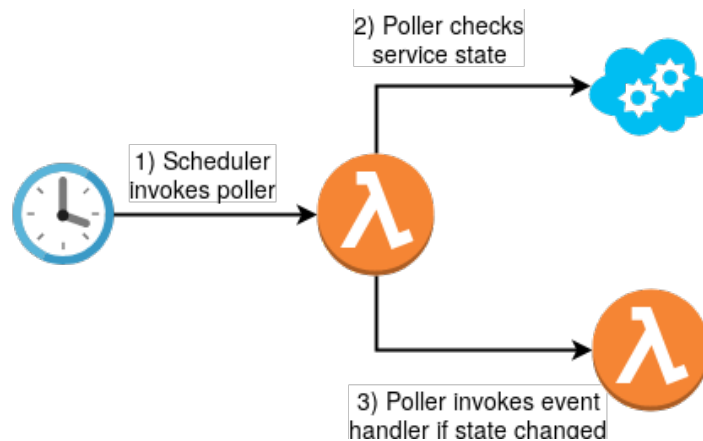 2) Poller checks
service state
1) Scheduler
invokes poller
λ
λ
3) Poller invokes event
handler if state changed